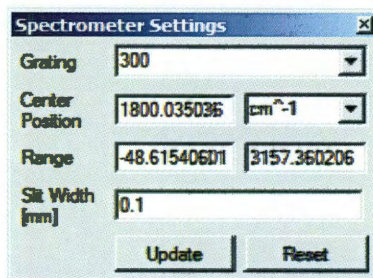 Spectrometer Settings
Grating 300
Center Position 1800.035036 cm^-1
Range -48.61540601 3157.360206
Slit Width [mm] 0.1
Update Reset